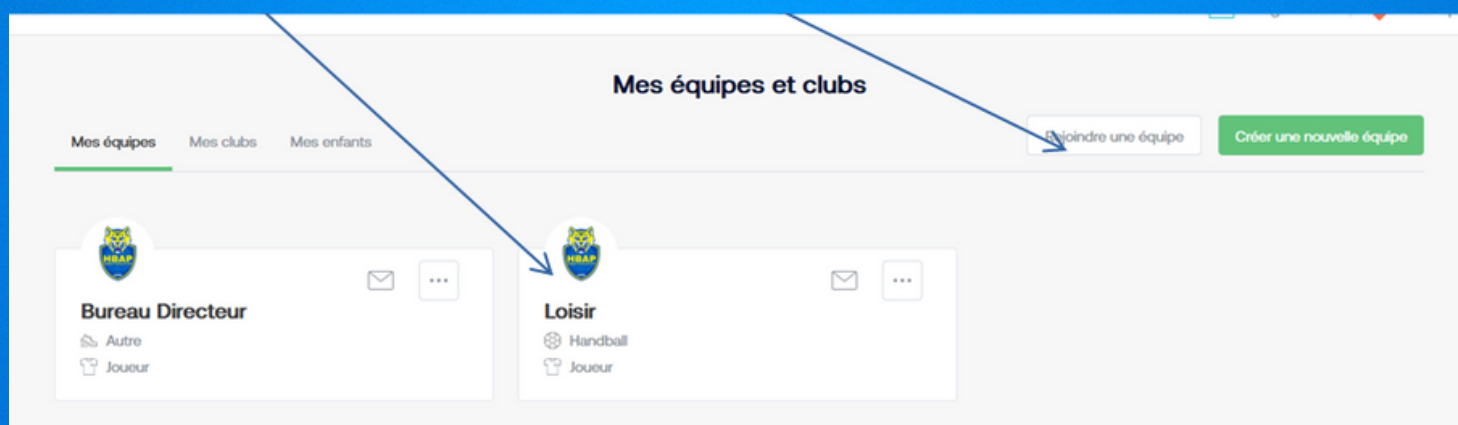 Mes équipes et clubs
Mes équipes Mes clubs Mes enfants Rejoindre une équipe Créer une nouvelle équipe
HBAP HBAP
Bureau Directeur Loisir
Autre Handball
Joueur Joueur